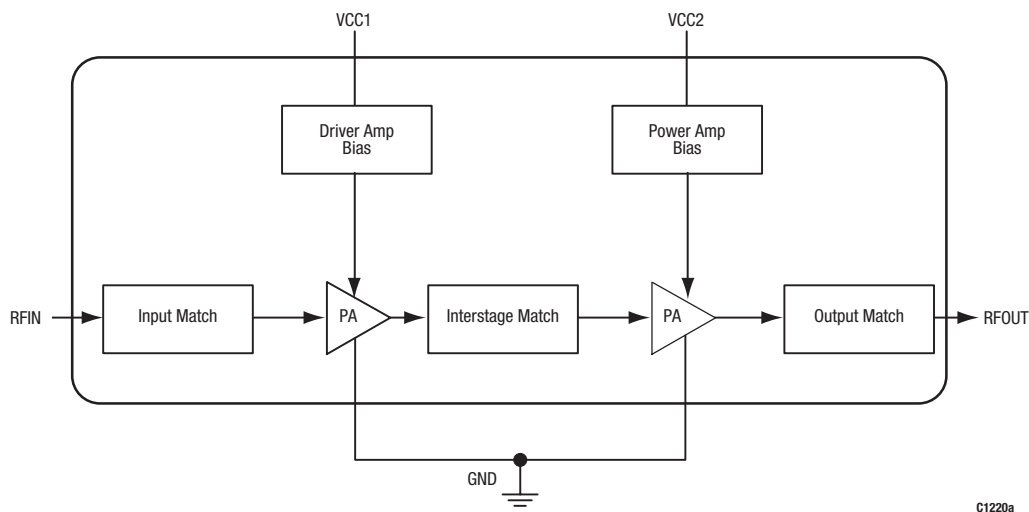 VCC1
VCC2
Driver Amp
Bias
Power Amp
Bias
RFIN
Input Match
PA
Interstage Match
PA
Output Match
RFOUT
GND
C1220a